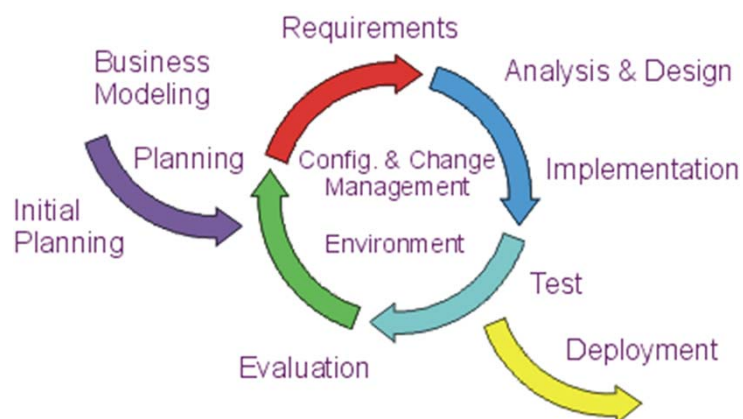 Requirements
Business
Modeling
Analysis & Design
Planning
Config. & Change
Management
Implementation
Initial
Planning
Environment
Test
Evaluation
Deployment